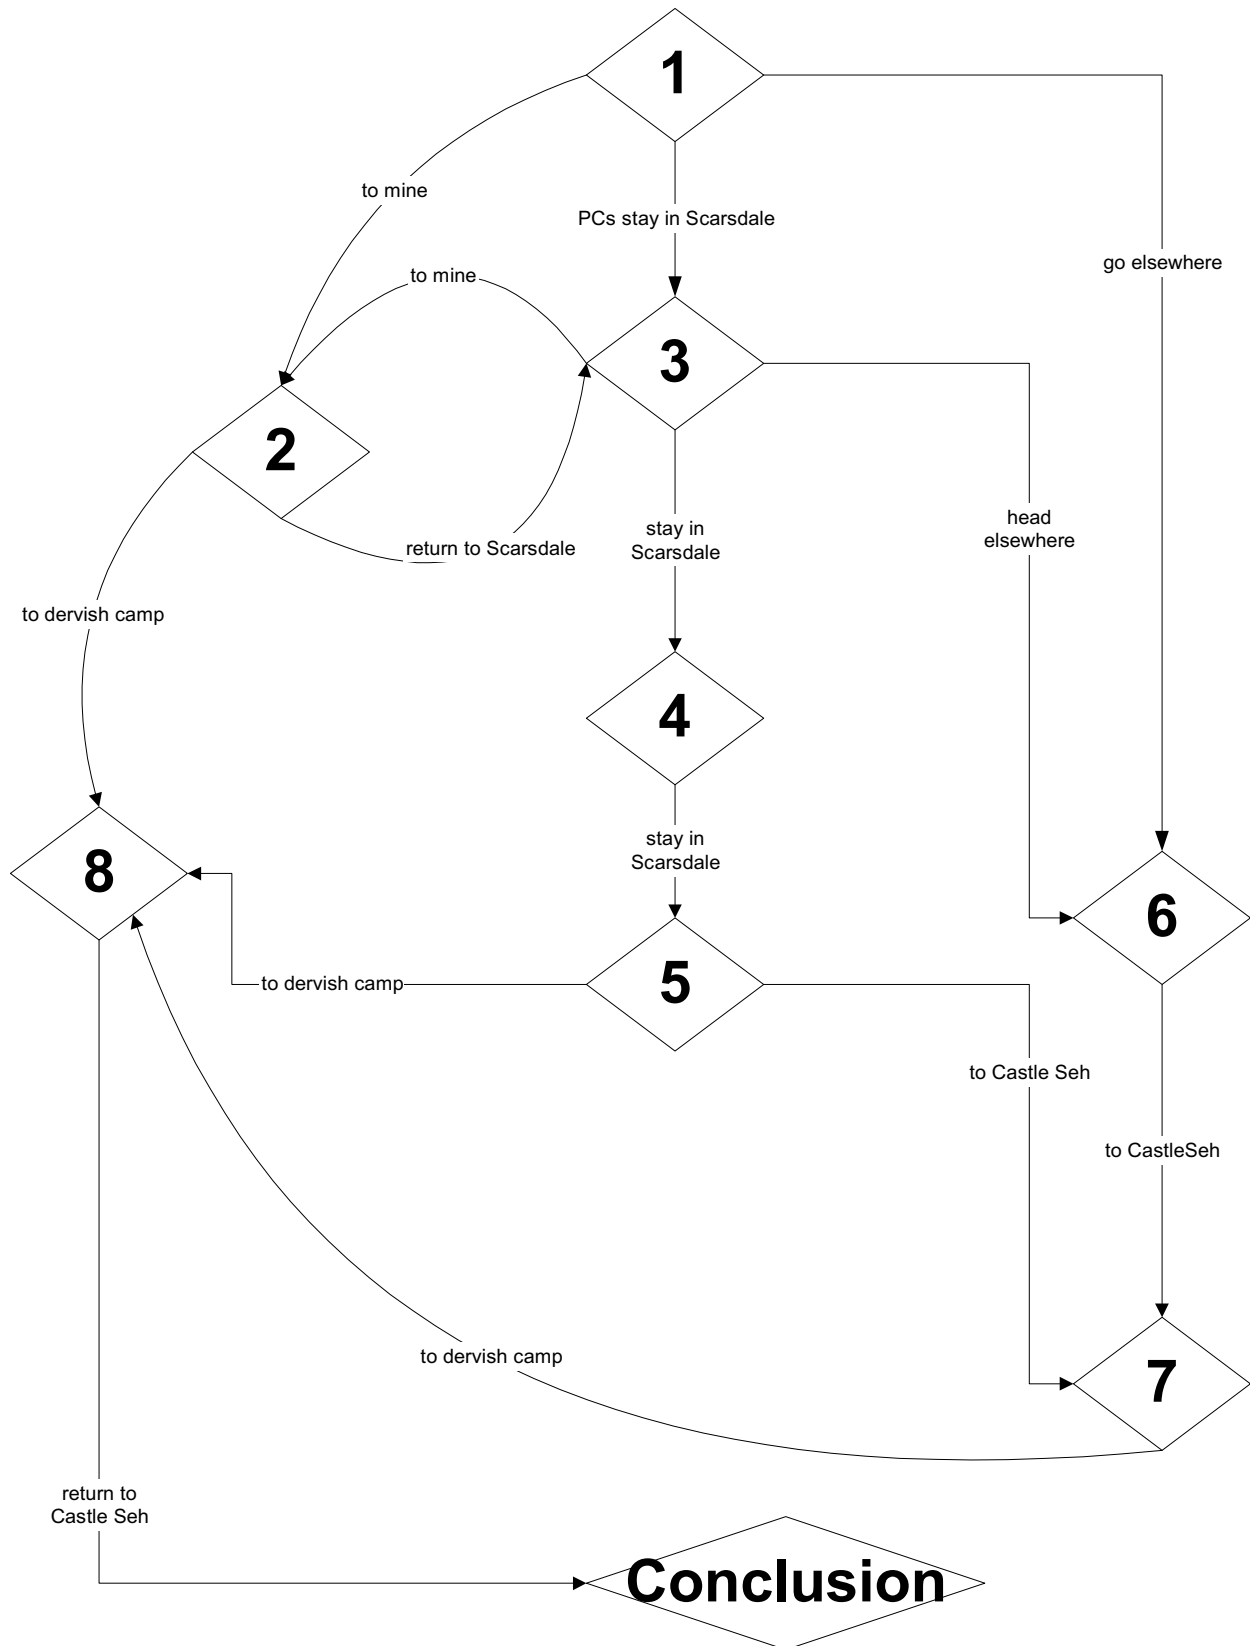 1
to mine
PCs stay in Scarsdale
go elsewhere
to mine
3
2
stay in
Scarsdale
head
elsewhere
return to Scarsdale
to dervish camp
4
stay in
Scarsdale
8
6
5
to dervish camp
to Castle Seh
to CastleSeh
to dervish camp
7
return to
Castle Seh
Conclusion